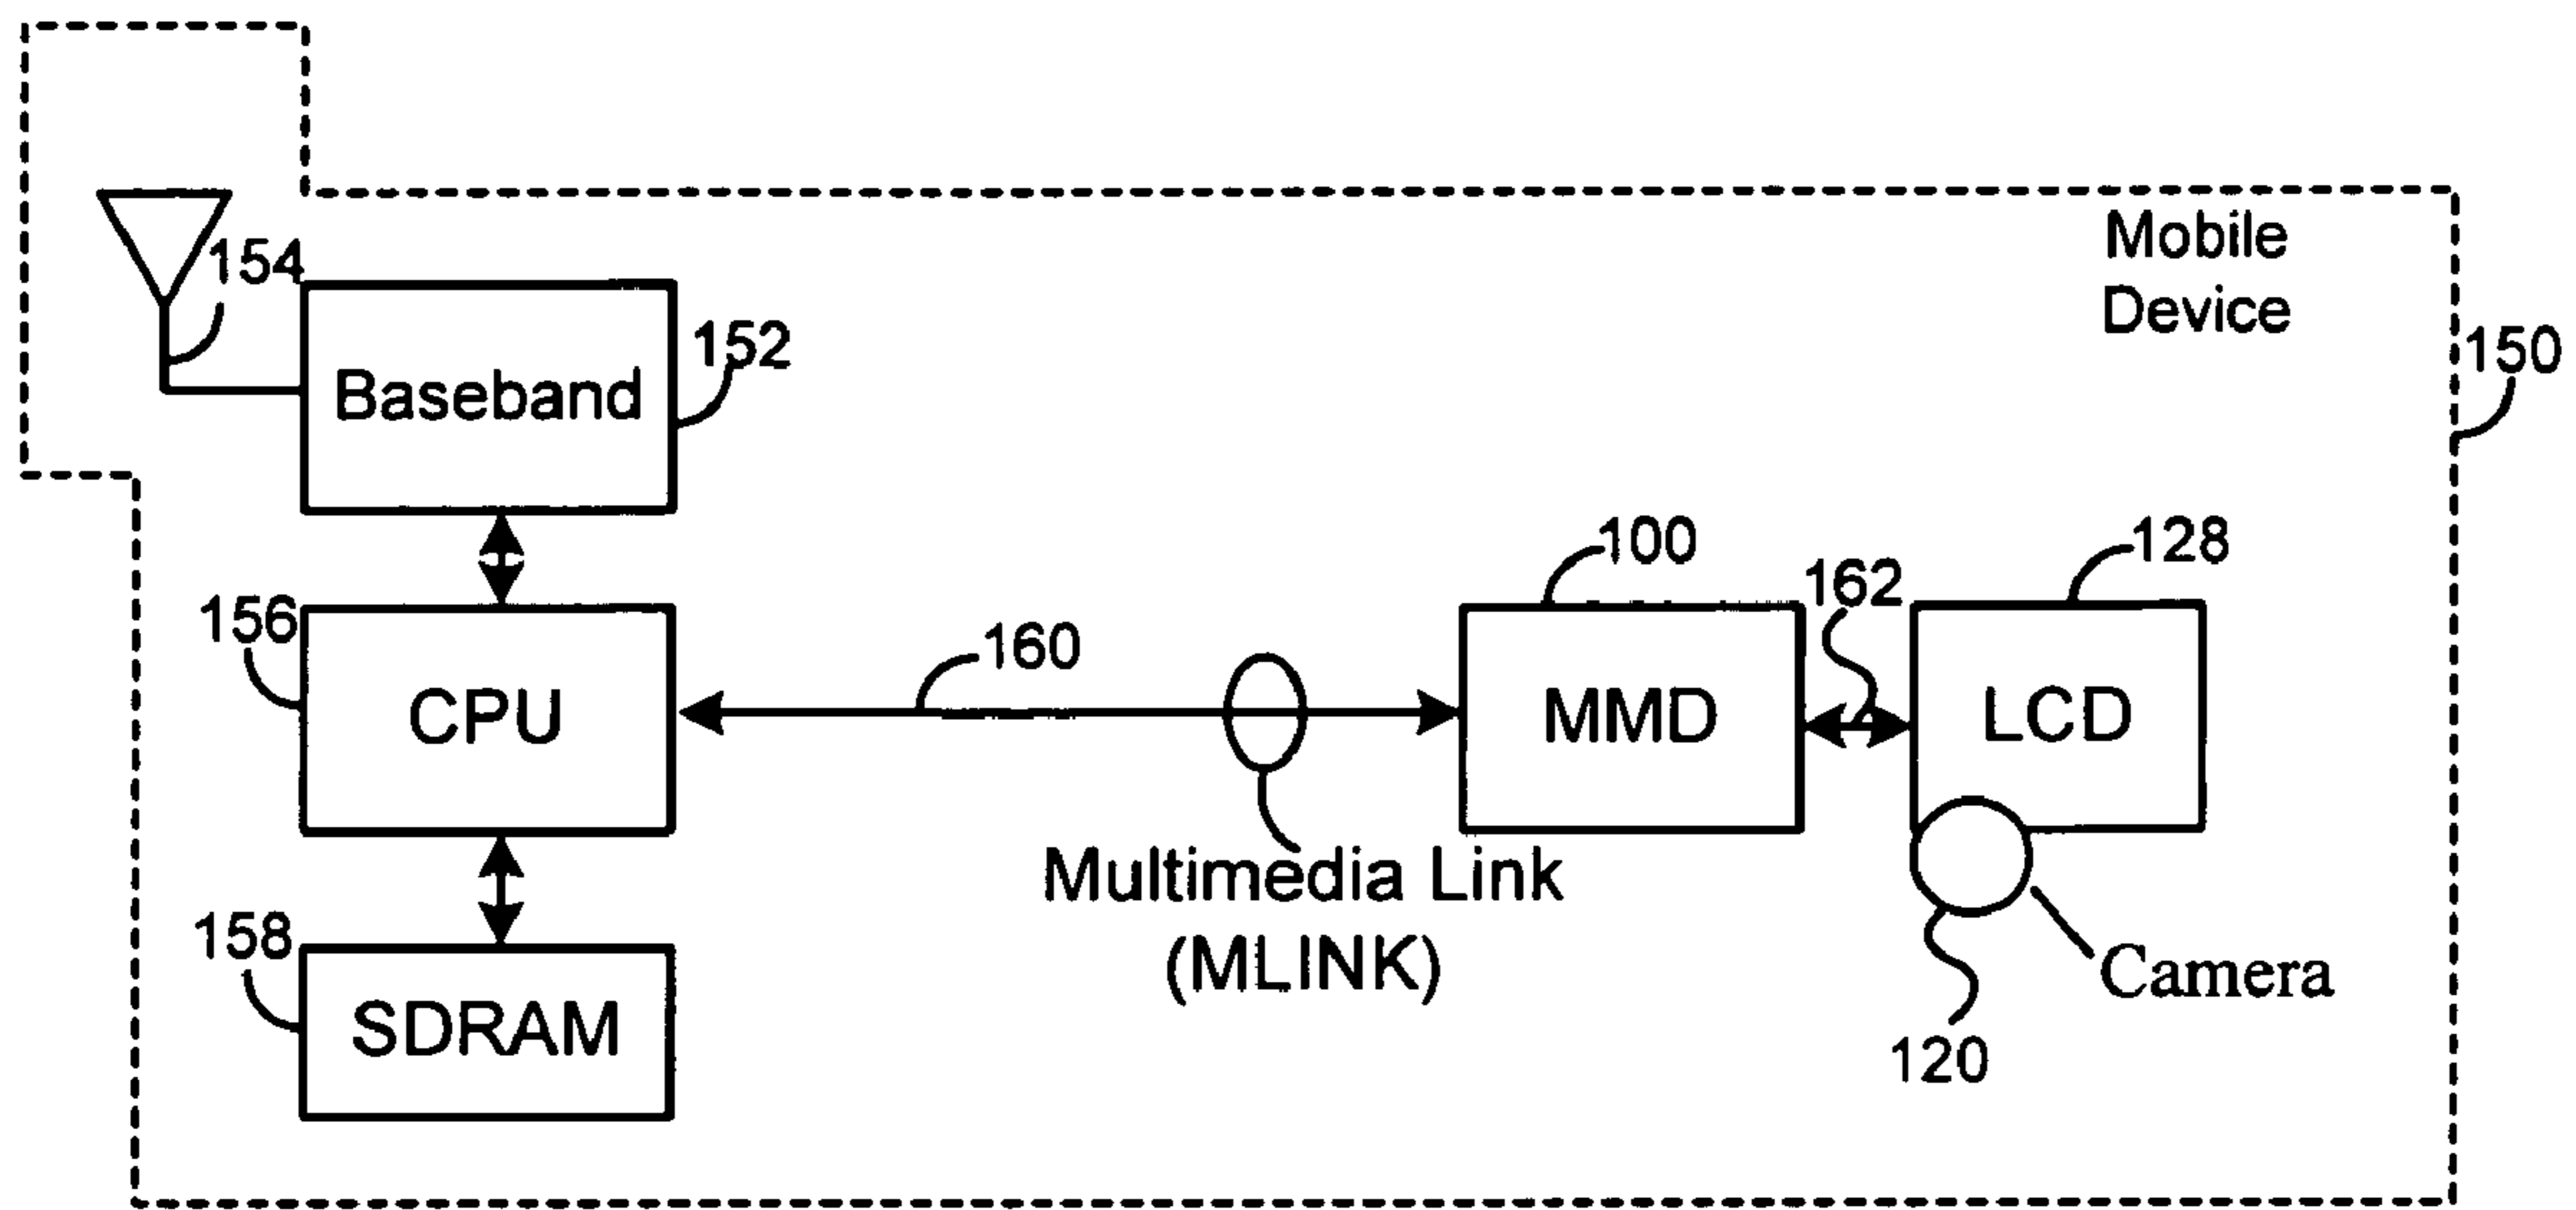 Mobile
Device
150
154
152
Baseband
100
128
162
156
160
CPU
MMD
LCD
Multimedia Link
(MLINK)
158
SDRAM
Camera
120